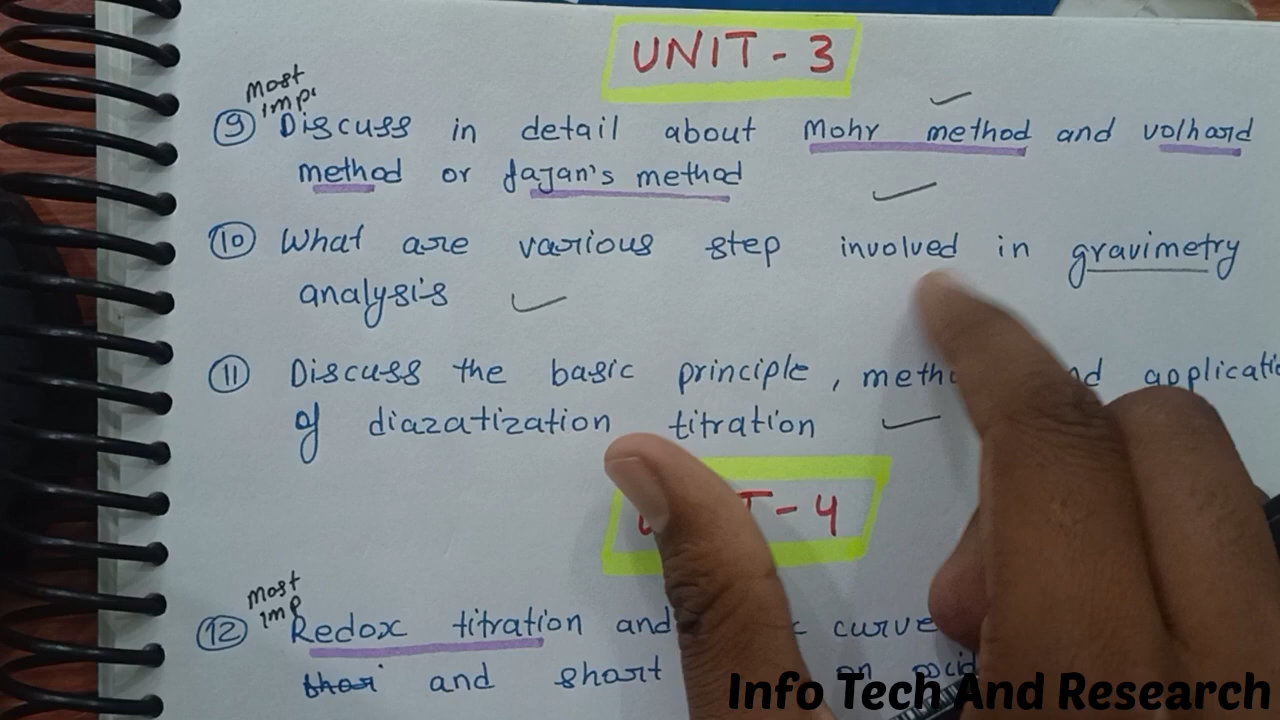 UNIT - 3
most
imp.
⑨ Discuss in detail about Mohr method and volhard
method or fajan's method
⑩ What are various step involved in gravimetry
analysis
⑪ Discuss the basic principle, and
of diazatization titration
- 4
most
imp
⑫ Redox titration and curve
and short on
Info Tech And Research